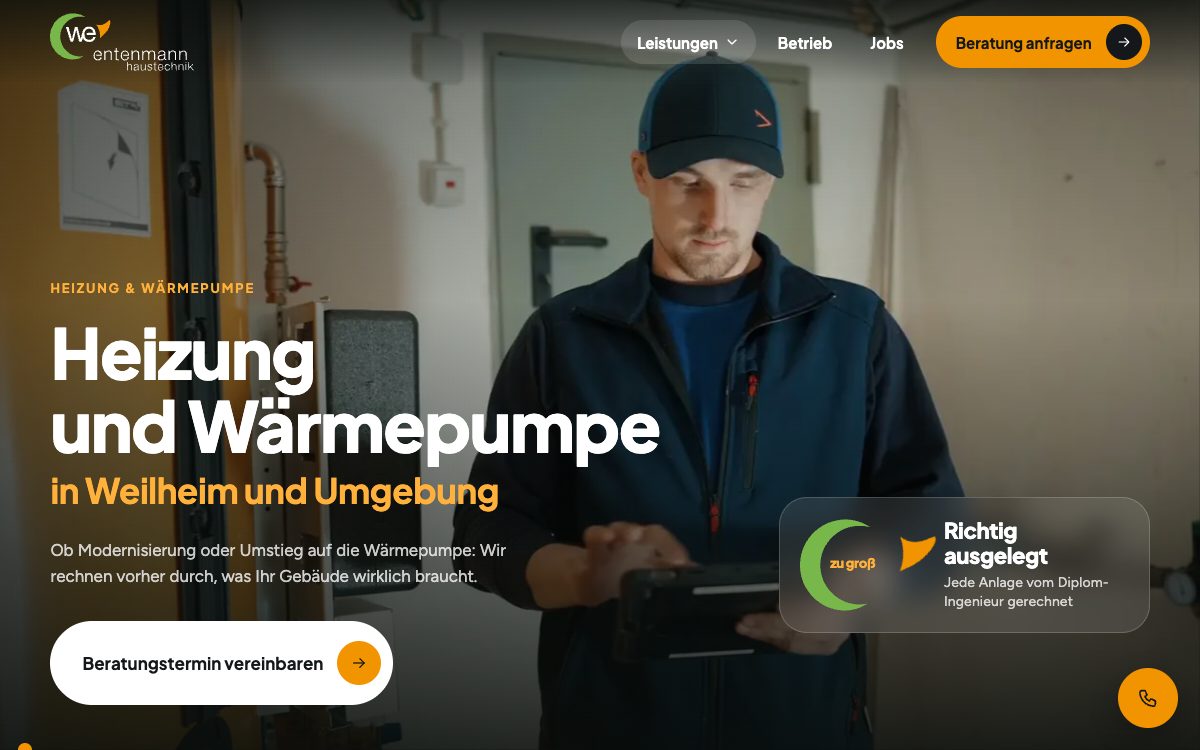 we
entenmann
haustechnik
Leistungen
Betrieb
Jobs
Beratung anfragen
HEIZUNG & WÄRMEPUMPE
Heizung
und Wärmepumpe
in Weilheim und Umgebung
Ob Modernisierung oder Umstieg auf die Wärmepumpe: Wir
rechnen vorher durch, was Ihr Gebäude wirklich braucht.
Beratungstermin vereinbaren
zu groß
Richtig
ausgelegt
Jede Anlage vom Diplom-
Ingenieur gerechnet